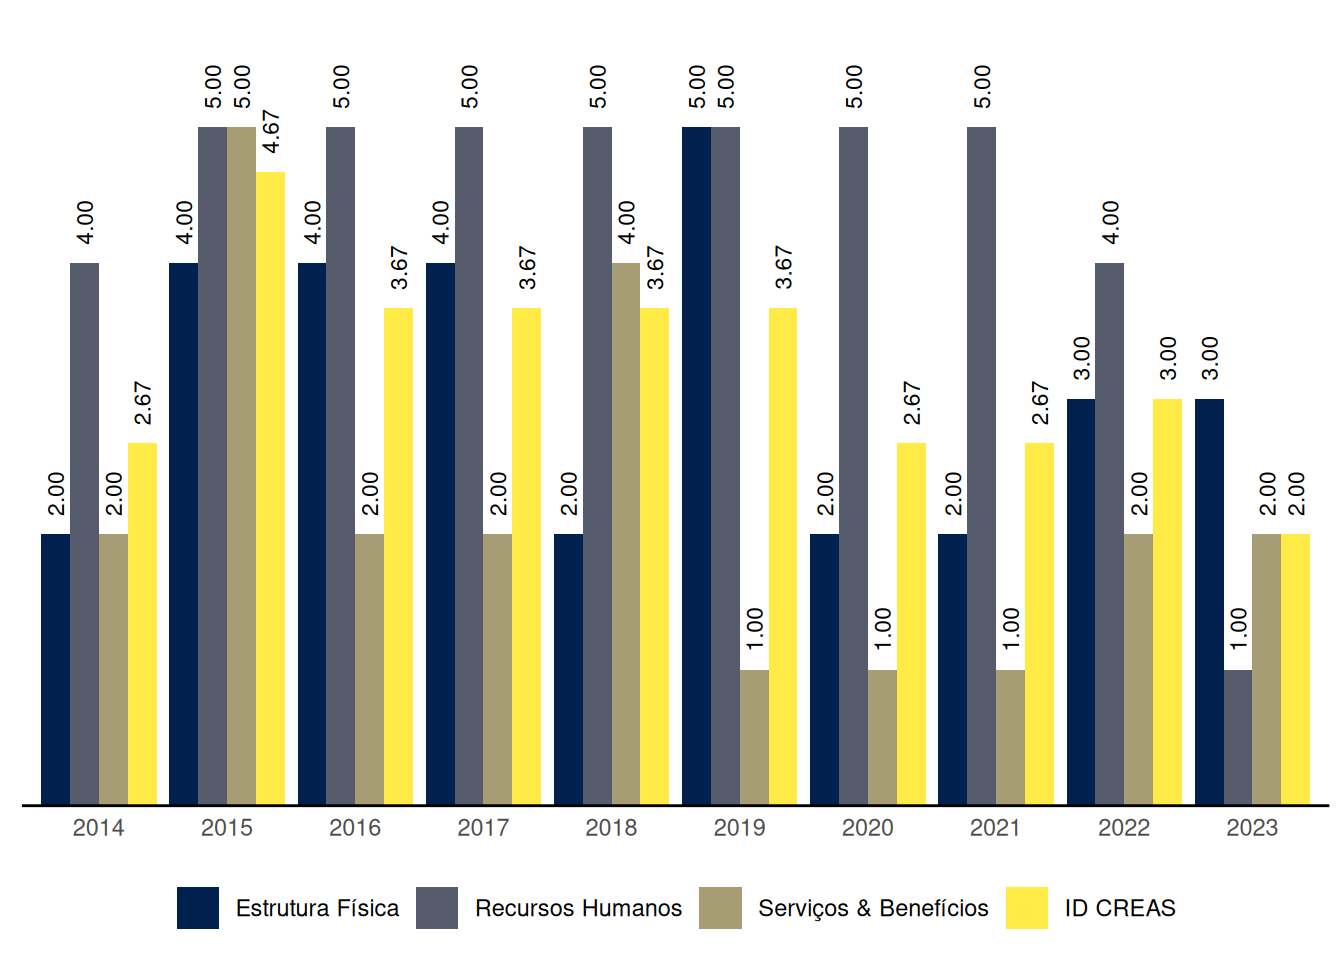 5.00 5.00 5.00 5.00 5.00 5.00 5.00 5.00 5.00
4.67
4.00 4.00 4.00 4.00 4.00 4.00
3.67 3.67 3.67 3.67
3.00 3.00 3.00
2.67 2.67 2.67
2.00 2.00 2.00 2.00 2.00 2.00 2.00 2.00 2.00 2.00
1.00 1.00 1.00 1.00
2014 2015 2016 2017 2018 2019 2020 2021 2022 2023
Estrutura Física Recursos Humanos Serviços & Benefícios ID CREAS